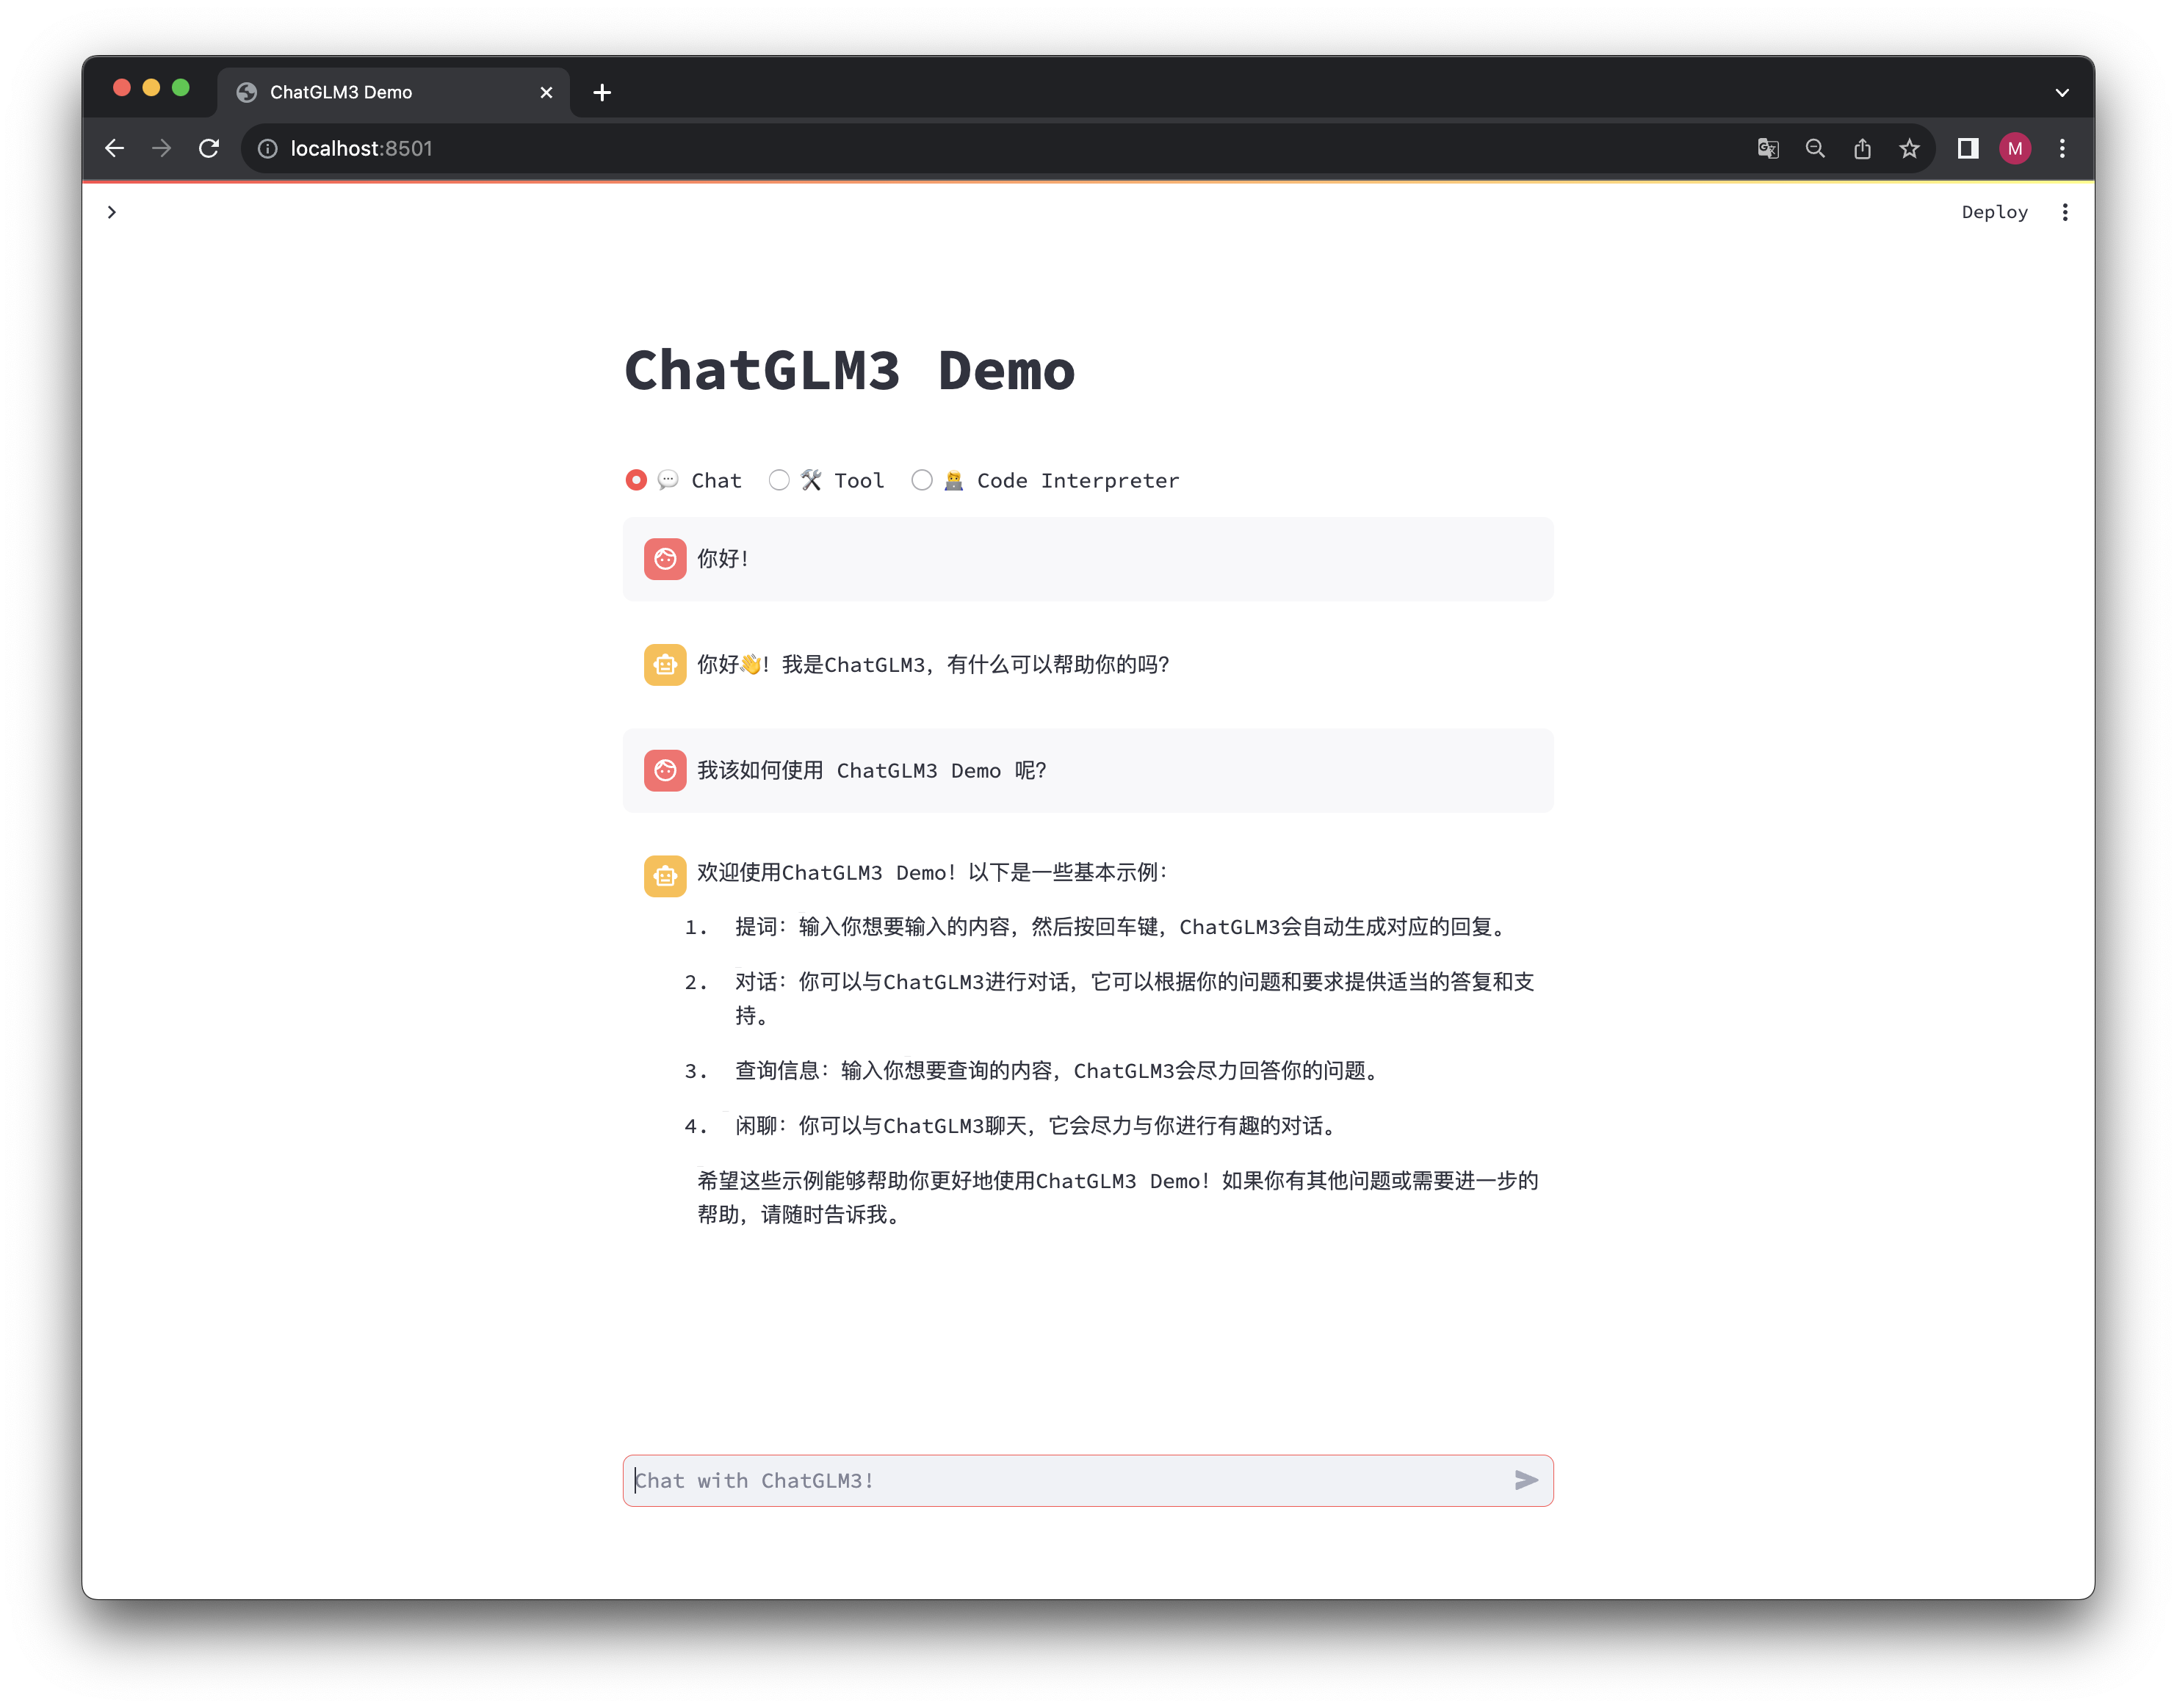 ChatGLM3 Demo
localhost:8501
M
Deploy
ChatGLM3 Demo
💬 Chat 🛠️ Tool 🧑‍💻 Code Interpreter
你好！
你好👋！我是ChatGLM3，有什么可以帮助你的吗？
我该如何使用 ChatGLM3 Demo 呢？
欢迎使用ChatGLM3 Demo！以下是一些基本示例：
1. 提词：输入你想要输入的内容，然后按回车键，ChatGLM3会自动生成对应的回复。
2. 对话：你可以与ChatGLM3进行对话，它可以根据你的问题和要求提供适当的答复和支
持。
3. 查询信息：输入你想要查询的内容，ChatGLM3会尽力回答你的问题。
4. 闲聊：你可以与ChatGLM3聊天，它会尽力与你进行有趣的对话。
希望这些示例能够帮助你更好地使用ChatGLM3 Demo！如果你有其他问题或需要进一步的
帮助，请随时告诉我。
Chat with ChatGLM3!